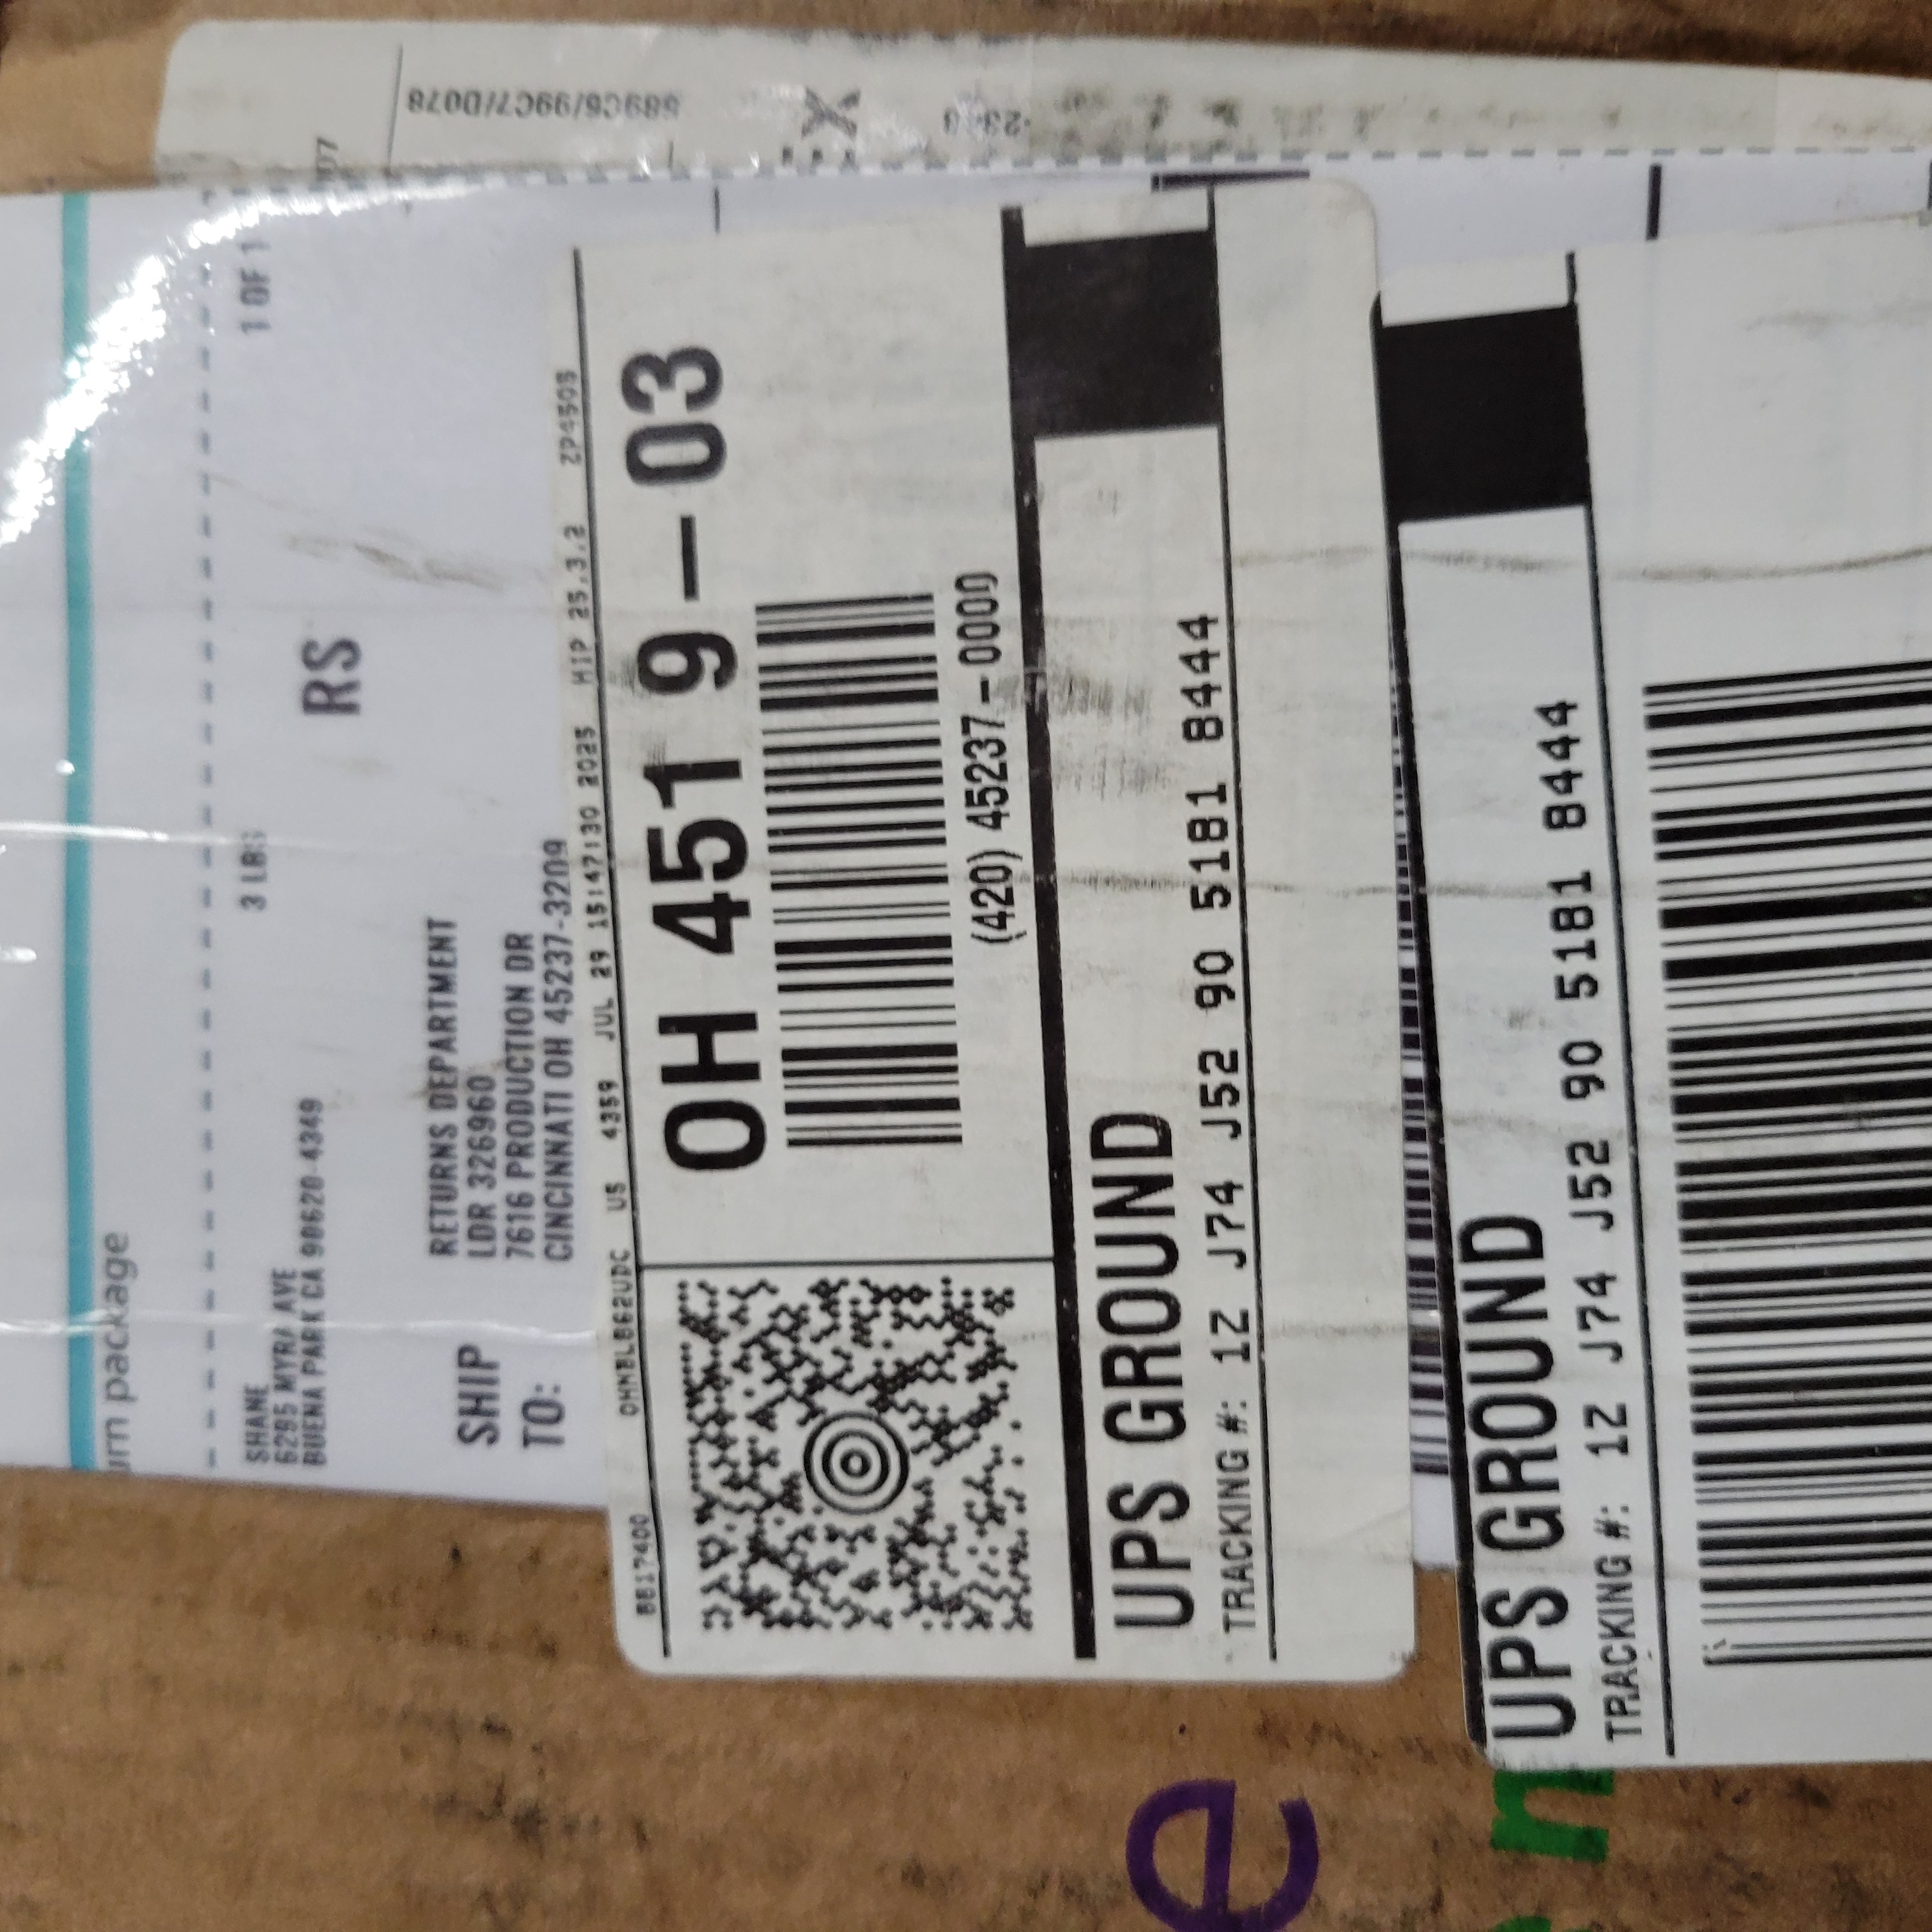 package
SHANE
6285 MYRA AVE
BUENA PARK CA 90620-4349
3 LBS
1 OF 1
RS
SHIP
TO:
RETURNS DEPARTMENT
LDR 326960
7616 PRODUCTION DR
CINCINNATI OH 45237-3209
BB17400 OHMBLB62UDC US 4359 JUL 29 15:47:30 2025 HIP 25.3.2 ZP450S
OH 451 9-03
(420) 45237-0000
UPS GROUND
TRACKING #: 1Z J74 J52 90 5181 8444
UPS GROUND
TRACKING #: 1Z J74 J52 90 5181 8444
589C6/99C7/D078
X
e
n